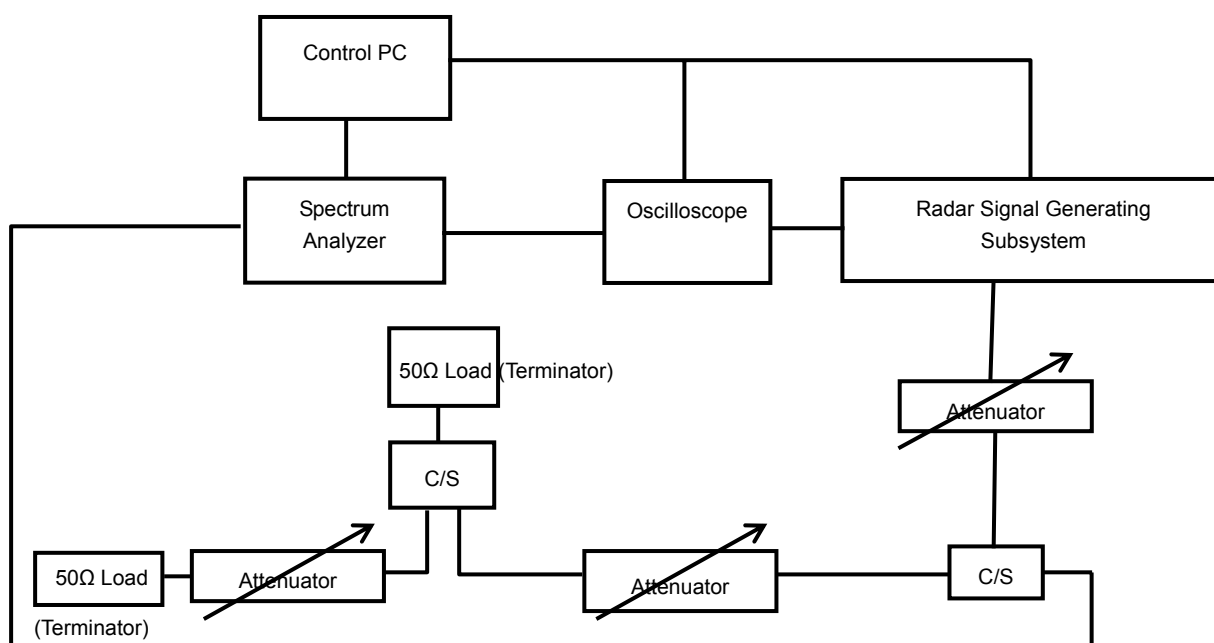 Control PC
Spectrum
Analyzer
Oscilloscope
Radar Signal Generating
Subsystem
50Ω Load (Terminator)
Attenuator
C/S
50Ω Load
(Terminator)
Attenuator
Attenuator
C/S